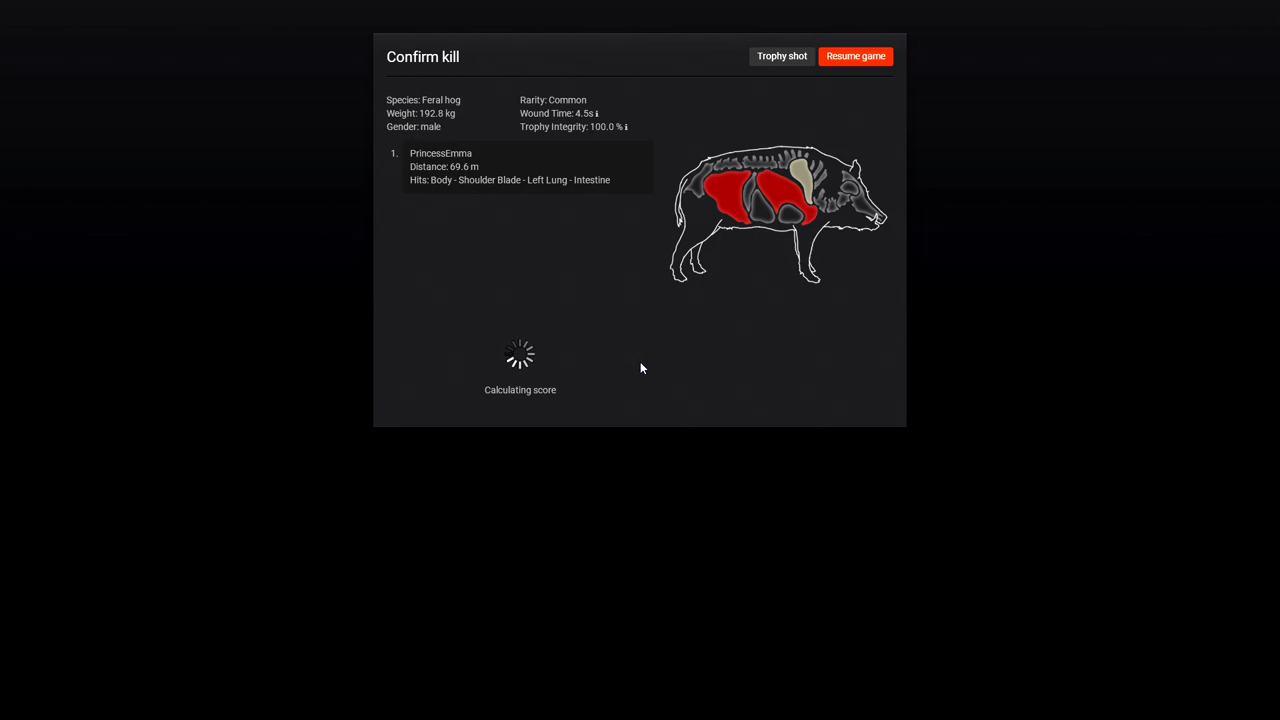 Confirm kill
Trophy shot
Resume game
Species: Feral hog
Rarity: Common
Weight: 192.8 kg
Wound Time: 4.5s
Gender: male
Trophy Integrity: 100.0 %
1. PrincessEmma
Distance: 69.6 m
Hits: Body - Shoulder Blade - Left Lung - Intestine
Calculating score